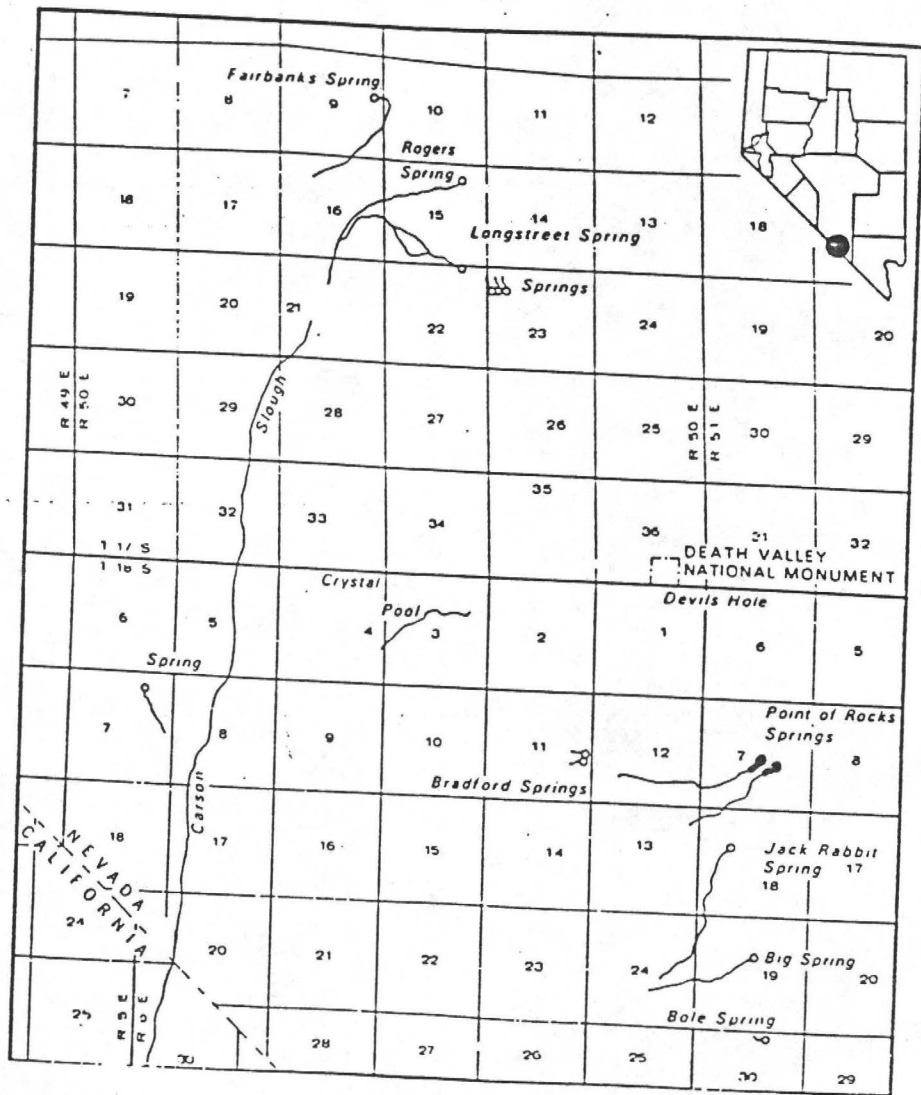 Fairbanks Spring
7 8 9 10 11 12
Rogers
Spring
18 17 16 15 14 13 18
Longstreet Spring
Springs
19 20 21 22 23 24 19 20
R 49 E
R 50 E
30 29 Slough 28 27 26 25
R 50 E
R 51 E
30 29
31 32 33 34 35 36 31 32
T 17 S
T 18 S
DEATH VALLEY
NATIONAL MONUMENT
Crystal
Pool
Devils Hole
6 5 4 3 2 1 6 5
Spring
Point of Rocks
Springs
7 8 9 10 11 12 7 8
Bradford Springs
Carson
18 17 16 15 14 13
Jack Rabbit
Spring 17
18
NEVADA
CALIFORNIA
24 20 21 22 23 24
Big Spring
19 20
Bole Spring
25
R 5 E
R 6 E
30 28 27 26 25 30 29